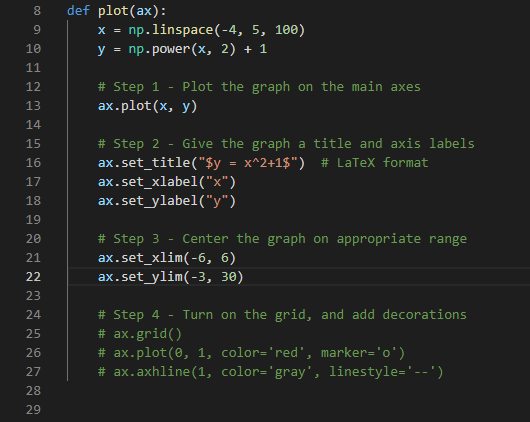 8 def plot(ax):
9     x = np.linspace(-4, 5, 100)
10     y = np.power(x, 2) + 1
11
12     # Step 1 - Plot the graph on the main axes
13     ax.plot(x, y)
14
15     # Step 2 - Give the graph a title and axis labels
16     ax.set_title("$y = x^2+1$")  # LaTeX format
17     ax.set_xlabel("x")
18     ax.set_ylabel("y")
19
20     # Step 3 - Center the graph on appropriate range
21     ax.set_xlim(-6, 6)
22     ax.set_ylim(-3, 30)
23
24     # Step 4 - Turn on the grid, and add decorations
25     # ax.grid()
26     # ax.plot(0, 1, color='red', marker='o')
27     # ax.axhline(1, color='gray', linestyle='--')
28
29